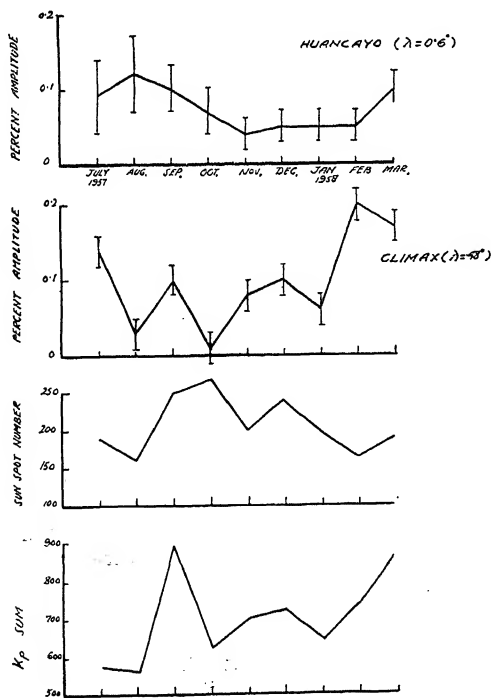 PERCENT AMPLITUDE
0.2
0.1
0
HUANCAYO (λ=0.6°)
JULY 1957 AUG. SEP. OCT. NOV. DEC. JAN 1958 FEB MAR.
PERCENT AMPLITUDE
0.2
0.1
0
CLIMAX (λ=48°)
SUN SPOT NUMBER
250
200
150
100
Kp SUM
900
800
700
600
500